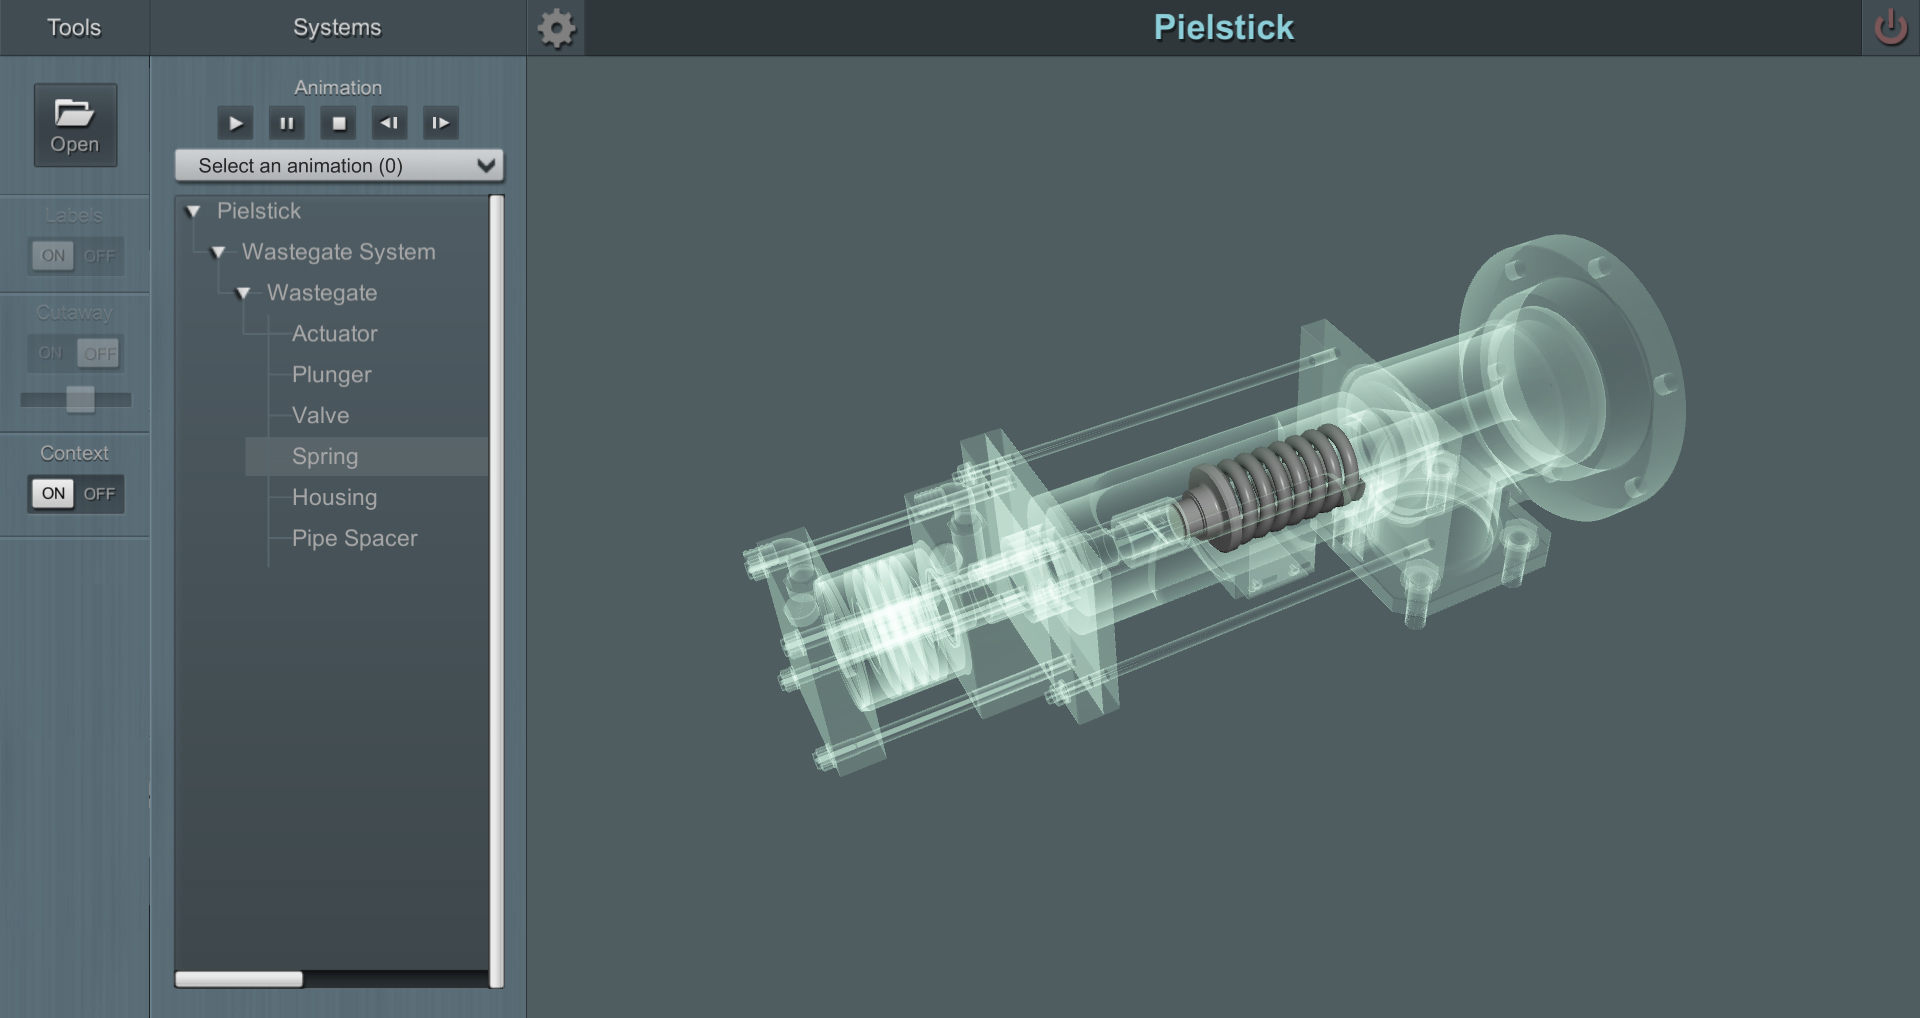 Tools
Systems
Pielstick
Open
Labels
ON OFF
Cutaway
ON OFF
Context
ON OFF
Animation
Select an animation (0)
Pielstick
Wastegate System
Wastegate
Actuator
Plunger
Valve
Spring
Housing
Pipe Spacer